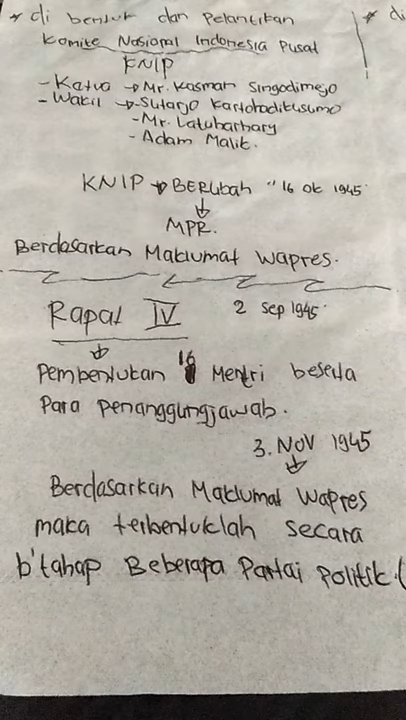 * di bentuk dan Pelantikan
Komite Nasional Indonesia Pusat
KNIP
- Ketua → Mr. Kasman Singodimejo
- Wakil → Sutarjo Kartohadikusumo
- Mr. Latuharhary
- Adam Malik.
KNIP → BERubah "16 ok 1945
↓
MPR.
Berdasarkan Maklumat Wapres.
Rapat IV 2 Sep 1945
↓
Pembentukan 16 Mentri beserta
Para penanggungjawab.
3. NOV 1945
↓
Berdasarkan Maklumat Wapres
maka terbentuklah secara
b'tahap Beberapa Partai Politik. (
* di